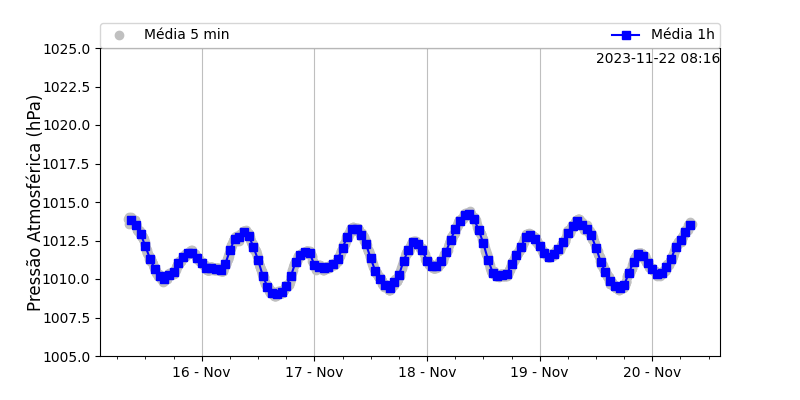 Média 5 min
Média 1h
2023-11-22 08:16
Pressão Atmosférica (hPa)
1025.0
1022.5
1020.0
1017.5
1015.0
1012.5
1010.0
1007.5
1005.0
16 - Nov
17 - Nov
18 - Nov
19 - Nov
20 - Nov